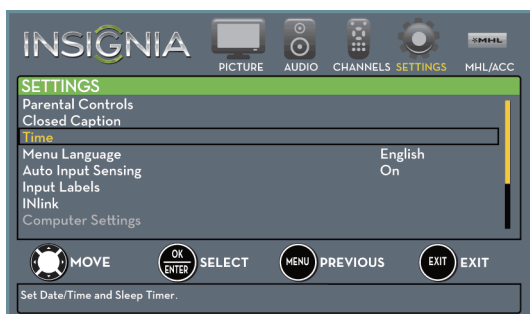 INSIGNIA
PICTURE AUDIO CHANNELS SETTINGS MHL MHL/ACC
SETTINGS
Parental Controls
Closed Caption
Time
Menu Language English
Auto Input Sensing On
Input Labels
INlink
Computer Settings
MOVE OK ENTER SELECT MENU PREVIOUS EXIT EXIT
Set Date/Time and Sleep Timer.